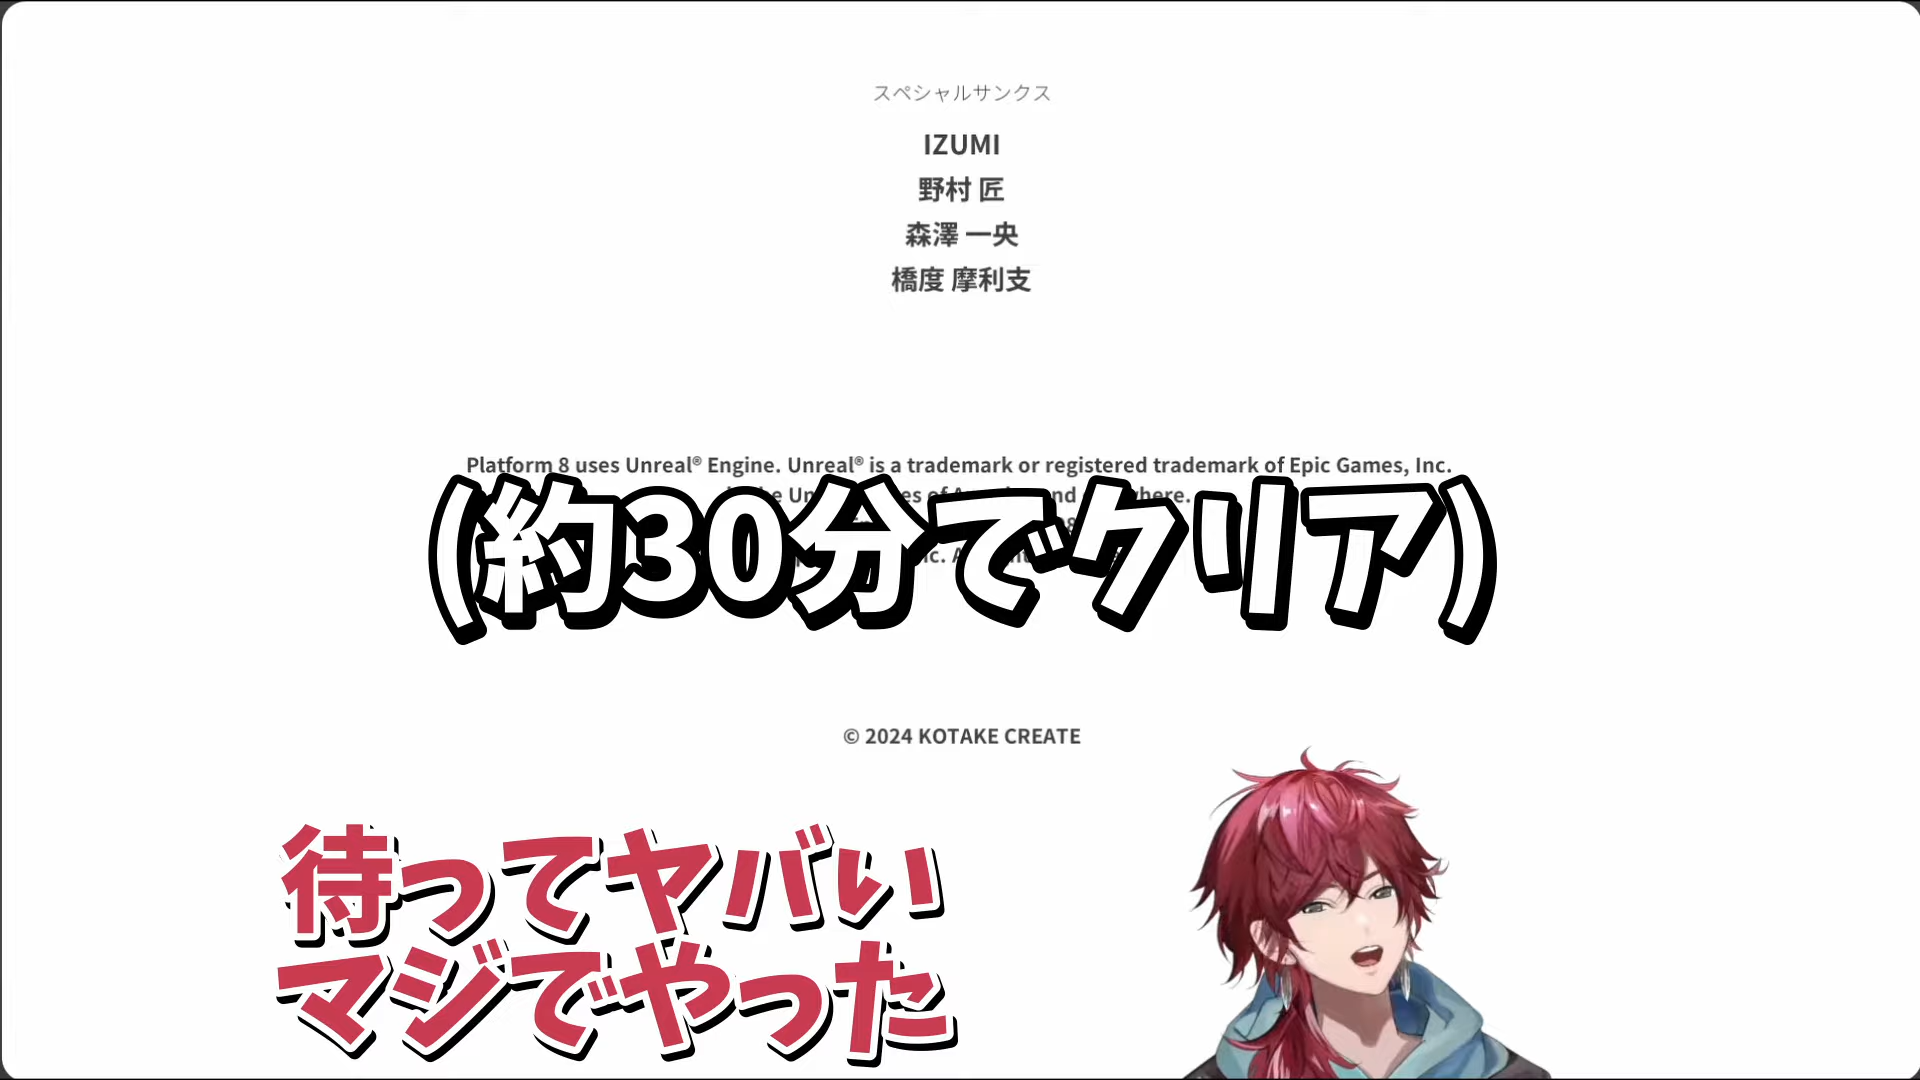 スペシャルサンクス
IZUMI
野村 匠
森澤 一央
橋度 摩利支
Platform 8 uses Unreal® Engine. Unreal® is a trademark or registered trademark of Epic Games, Inc.
(約30分でクリア)
© 2024 KOTAKE CREATE
待ってヤバい
マジでやった